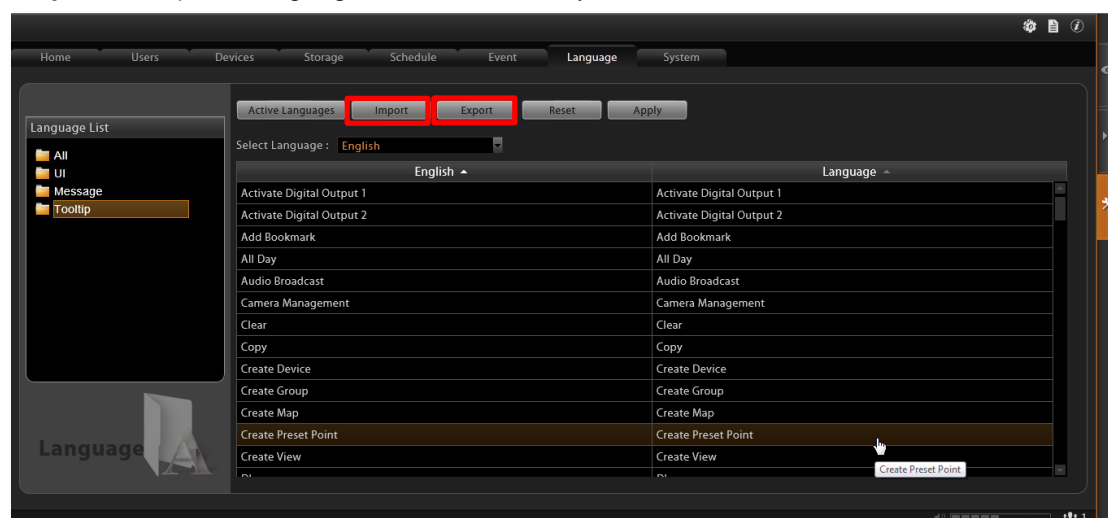 Home Users Devices Storage Schedule Event Language System
Active Languages Import Export Reset Apply
Language List
Select Language : English
All
UI
Message
Tooltip
English Language
Activate Digital Output 1 Activate Digital Output 1
Activate Digital Output 2 Activate Digital Output 2
Add Bookmark Add Bookmark
All Day All Day
Audio Broadcast Audio Broadcast
Camera Management Camera Management
Clear Clear
Copy Copy
Create Device Create Device
Create Group Create Group
Create Map Create Map
Create Preset Point Create Preset Point
Create View Create View
Create Preset Point
Language
1